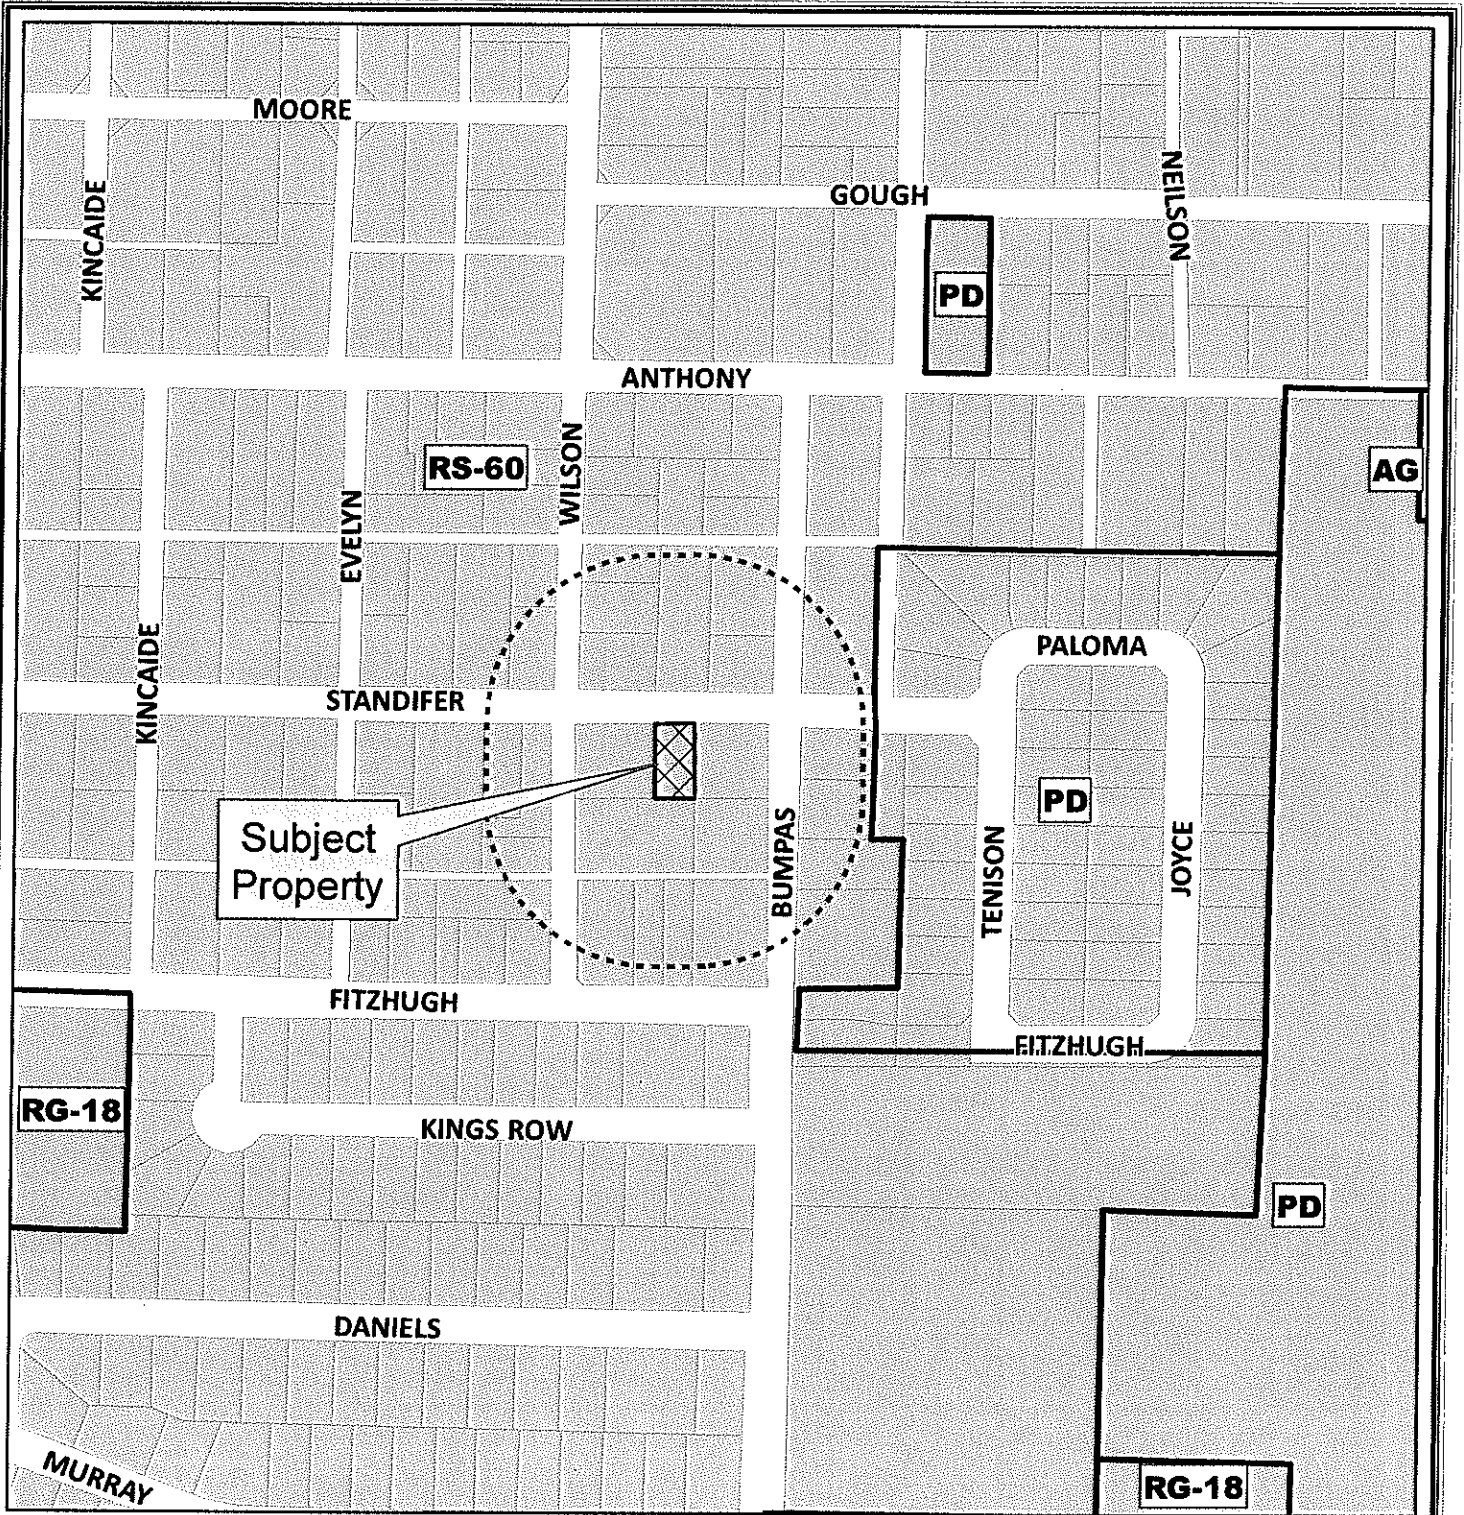 MOORE
KINCAIDE
GOUGH
NEILSON
PD
ANTHONY
RS-60
WILSON
EVELYN
AG
KINCAIDE
STANDIFER
PALOMA
Subject
Property
BUMPAS
PD
TENISON
JOYCE
FITZHUGH
FITZHUGH
RG-18
KINGS ROW
PD
DANIELS
MURRAY
RG-18